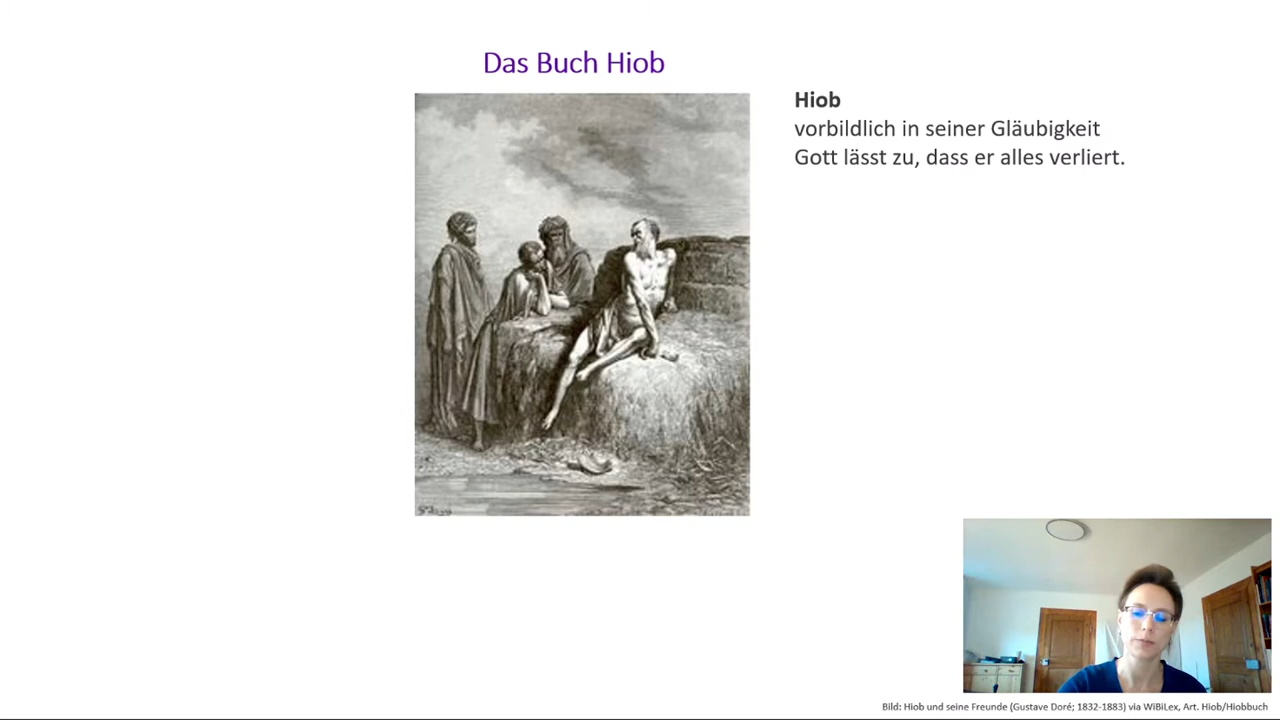 Das Buch Hiob
Hiob
vorbildlich in seiner Gläubigkeit
Gott lässt zu, dass er alles verliert.
Bild: Hiob und seine Freunde (Gustave Doré; 1832-1883) via WiBiLex, Art. Hiob/Hiobbuch